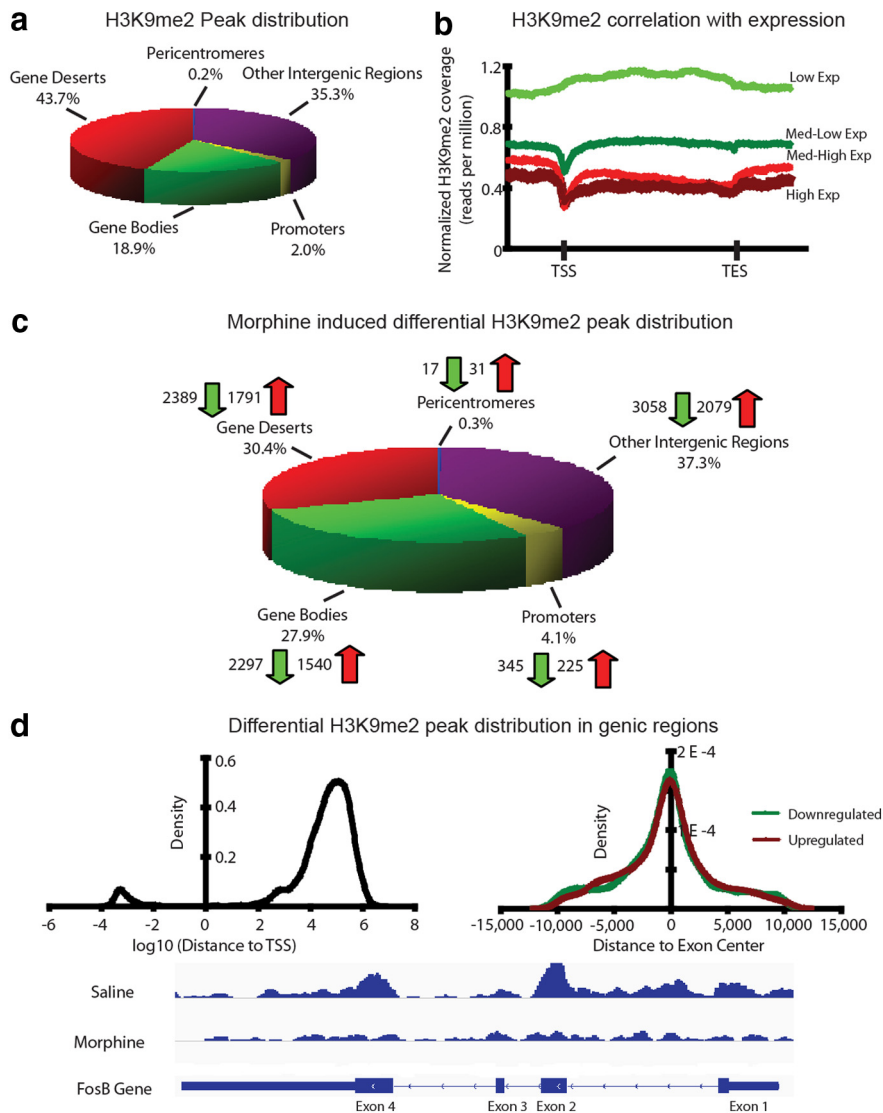 a
H3K9me2 Peak distribution
Pericentromeres
0.2%
Gene Deserts
43.7%
Other Intergenic Regions
35.3%
Gene Bodies
18.9%
Promoters
2.0%
b
H3K9me2 correlation with expression
Normalized H3K9me2 coverage
(reads per million)
1.2
0.8
0.4
0
Low Exp
Med-Low Exp
Med-High Exp
High Exp
TSS
TES
c
Morphine induced differential H3K9me2 peak distribution
17 31
Pericentromeres
0.3%
2389 1791
Gene Deserts
30.4%
3058 2079
Other Intergenic Regions
37.3%
Gene Bodies
27.9%
2297 1540
Promoters
4.1%
345 225
d
Differential H3K9me2 peak distribution in genic regions
Density
0.6
0.4
0.2
-6 -4 -2 0 2 4 6 8
log10 (Distance to TSS)
Density
2 E -4
1E -4
Downregulated
Upregulated
-15,000 -10,000 -5,000 0 5,000 10,000 15,000
Distance to Exon Center
Saline
Morphine
FosB Gene
Exon 4 Exon 3 Exon 2 Exon 1